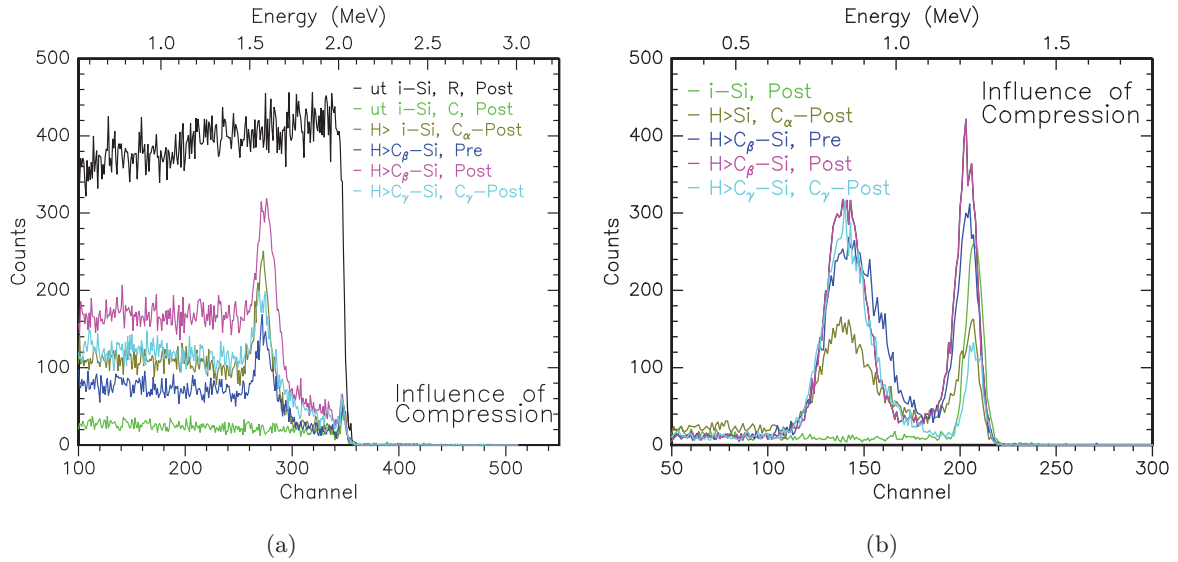 Energy (MeV)
1.0 1.5 2.0 2.5 3.0
500
400
300
200
100
0
Counts
ut i-Si, R, Post
ut i-Si, C, Post
H> i-Si, Cα-Post
H>Cβ-Si, Pre
H>Cβ-Si, Post
H>Cγ-Si, Cγ-Post
Influence of
Compression
100 200 300 400 500
Channel
(a)
Energy (MeV)
0.5 1.0 1.5
500
400
300
200
100
0
Counts
i-Si, Post
H>Si, Cα-Post
H>Cβ-Si, Pre
H>Cβ-Si, Post
H>Cγ-Si, Cγ-Post
Influence of
Compression
50 100 150 200 250 300
Channel
(b)